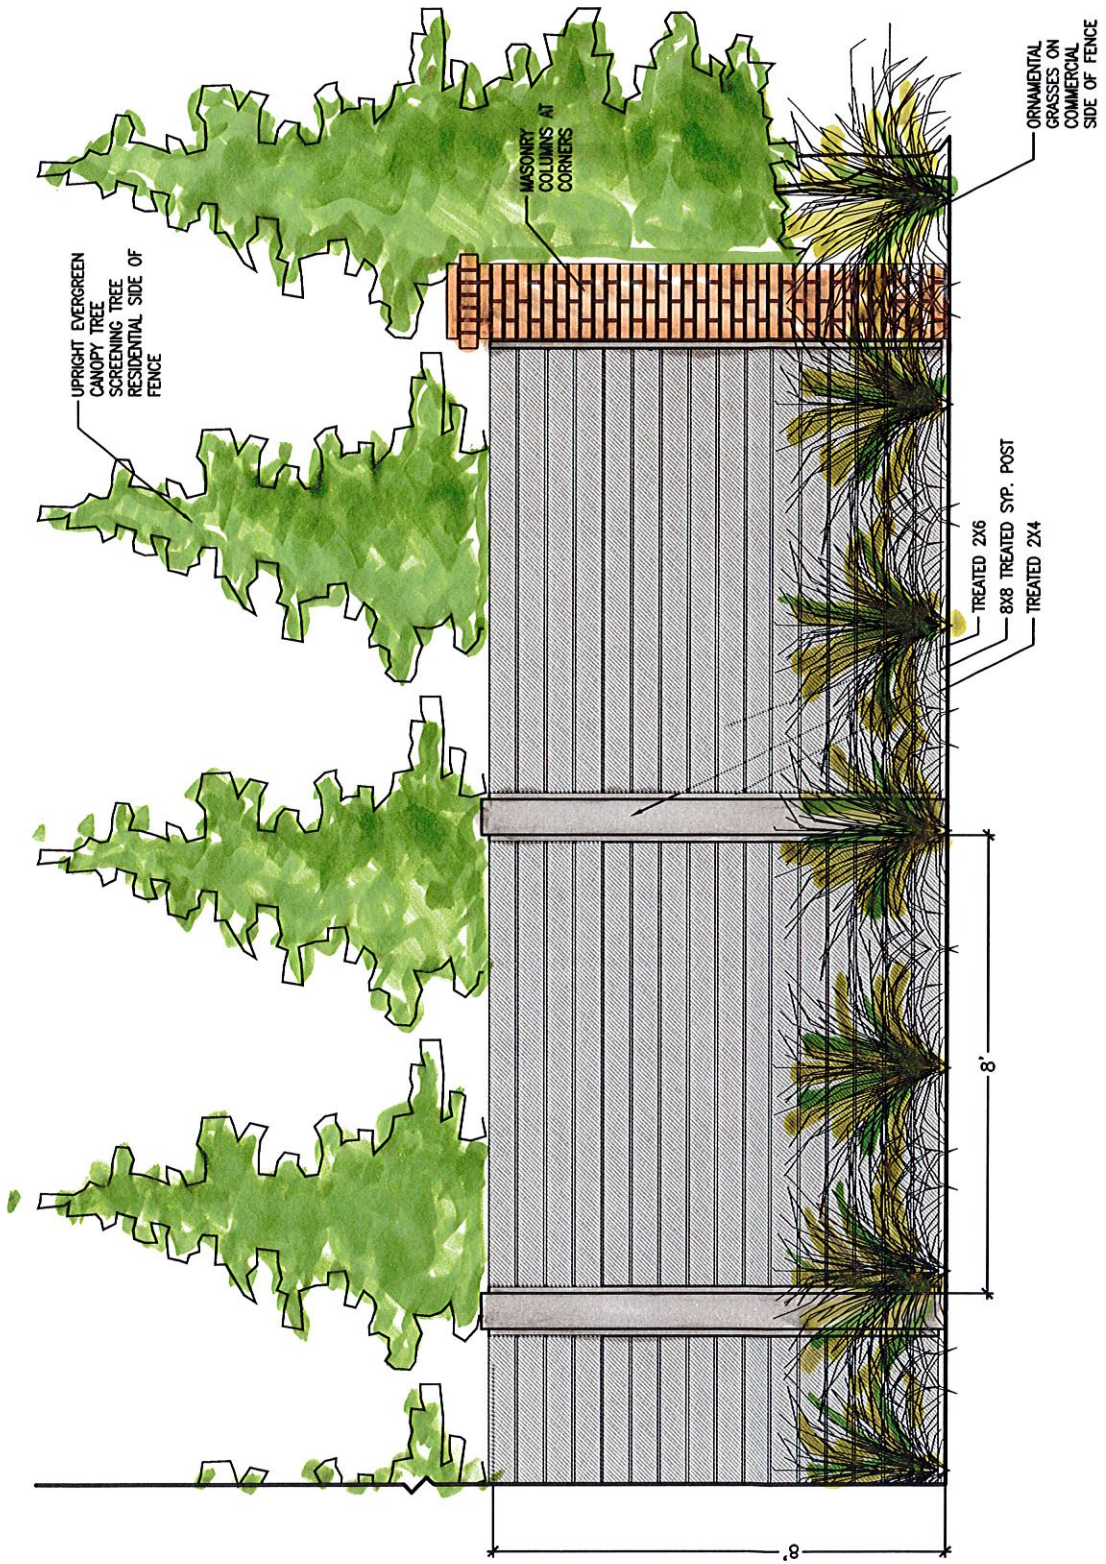 UPRIGHT EVERGREEN
CANOPY TREE
SCREENING TREE
RESIDENTIAL SIDE OF
FENCE
MASONRY
COLUMNS AT
CORNERS
ORNAMENTAL
GRASSES ON
COMMERCIAL
SIDE OF FENCE
TREATED 2X6
8X8 TREATED SYP. POST
TREATED 2X4
8'
8'